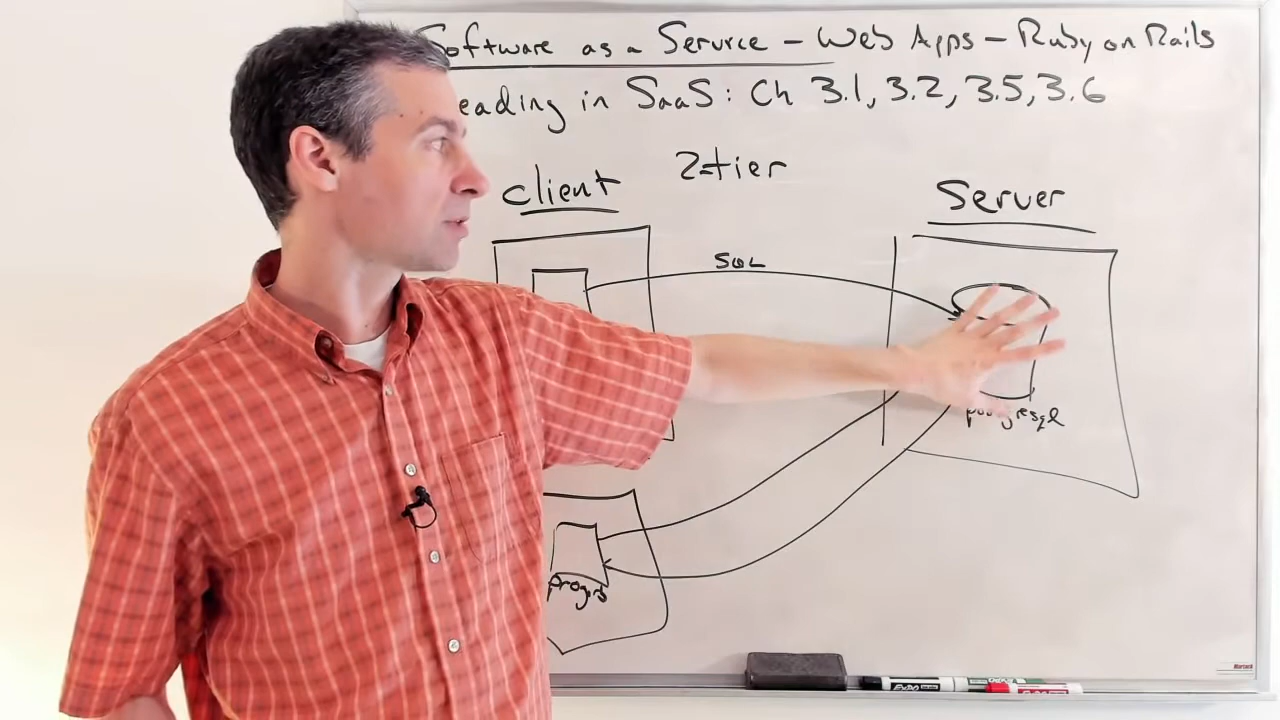 Software as a Service - Web Apps - Ruby on Rails
eading in SaaS: Ch 3.1, 3.2, 3.5, 3.6
2-tier
client
Server
SQL
postgresql
EXPO